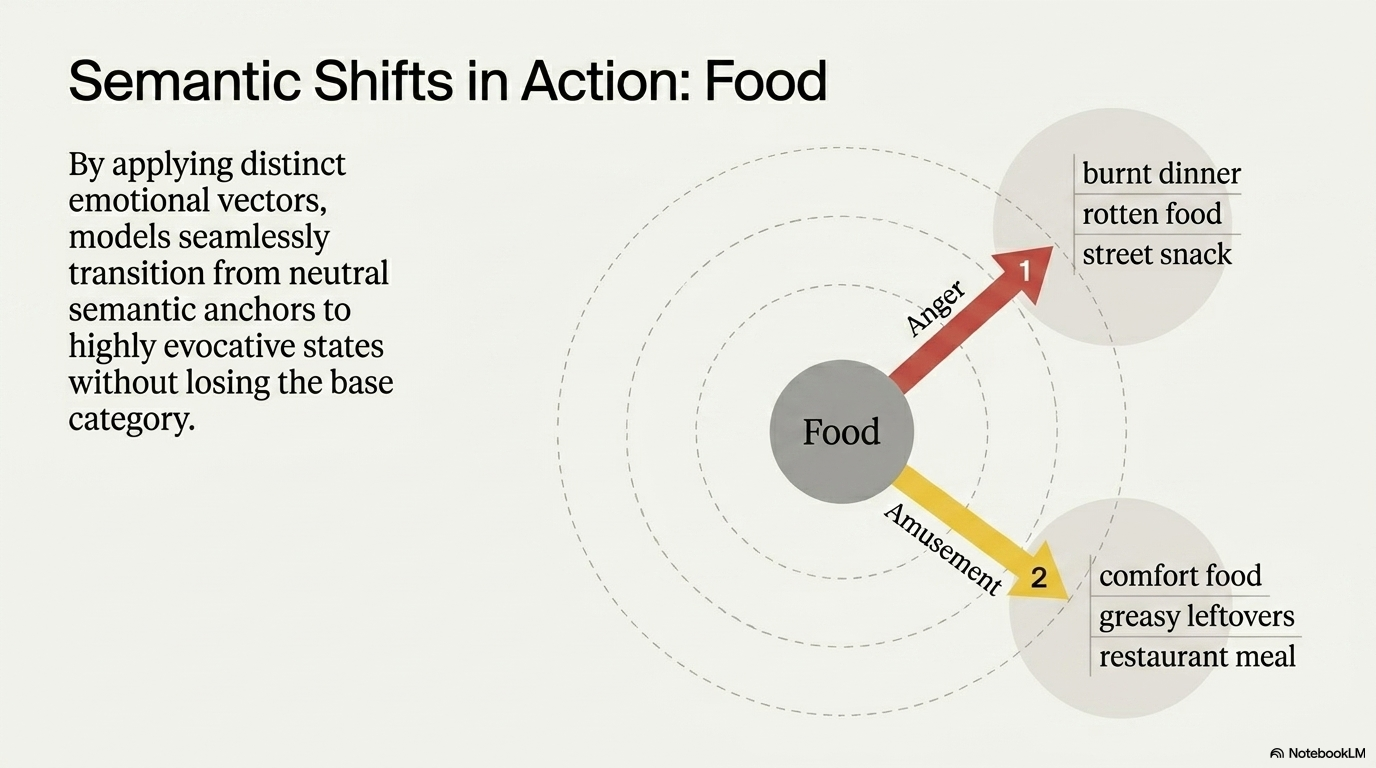 Semantic Shifts in Action: Food
By applying distinct
emotional vectors,
models seamlessly
transition from neutral
semantic anchors to
highly evocative states
without losing the base
category.
Food
Anger
1
burnt dinner
rotten food
street snack
Amusement
2
comfort food
greasy leftovers
restaurant meal
NotebookLM